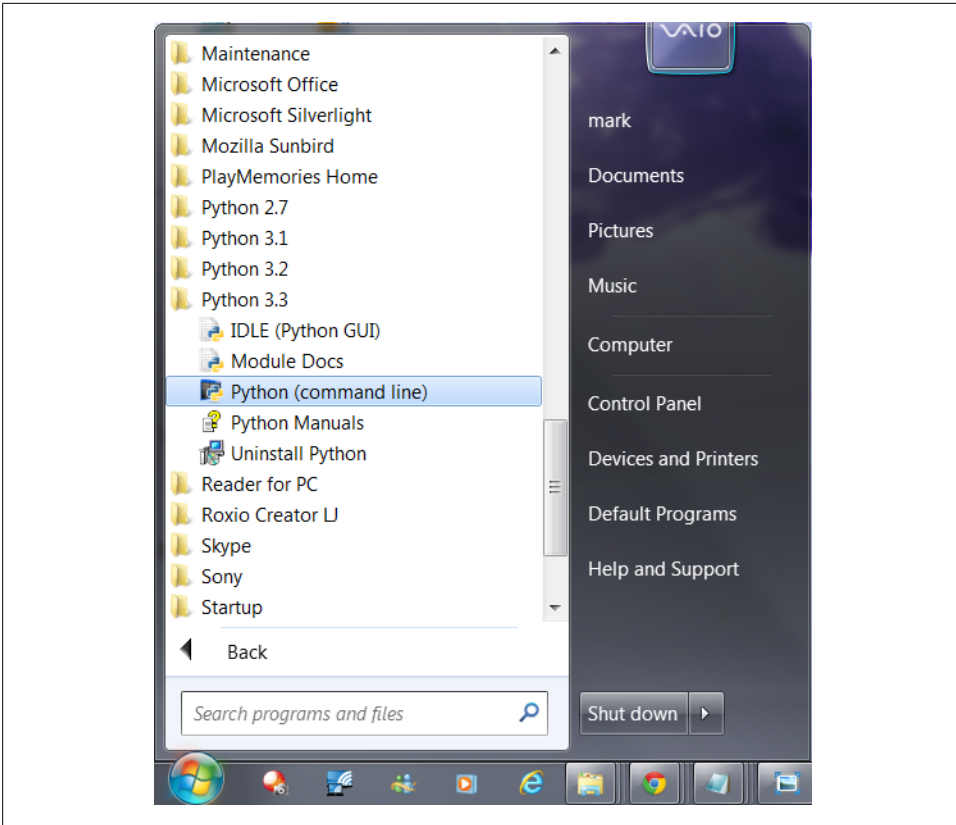 Maintenance
Microsoft Office
Microsoft Silverlight
Mozilla Sunbird
PlayMemories Home
Python 2.7
Python 3.1
Python 3.2
Python 3.3
IDLE (Python GUI)
Module Docs
Python (command line)
Python Manuals
Uninstall Python
Reader for PC
Roxio Creator LJ
Skype
Sony
Startup
Back
Search programs and files
VAIO
mark
Documents
Pictures
Music
Computer
Control Panel
Devices and Printers
Default Programs
Help and Support
Shut down